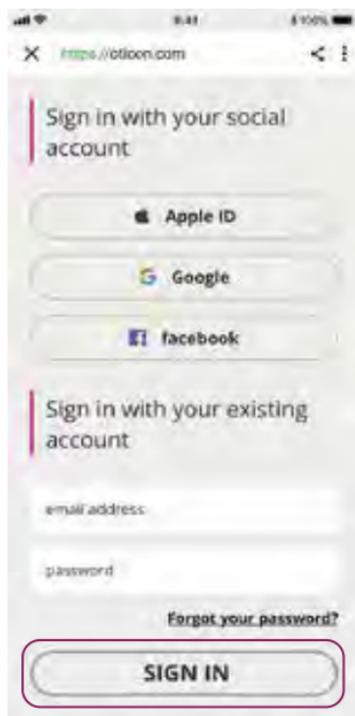 9:41 100%
https://otioon.com
Sign in with your social
account
Apple ID
Google
facebook
Sign in with your existing
account
email address
password
Forgot your password?
SIGN IN